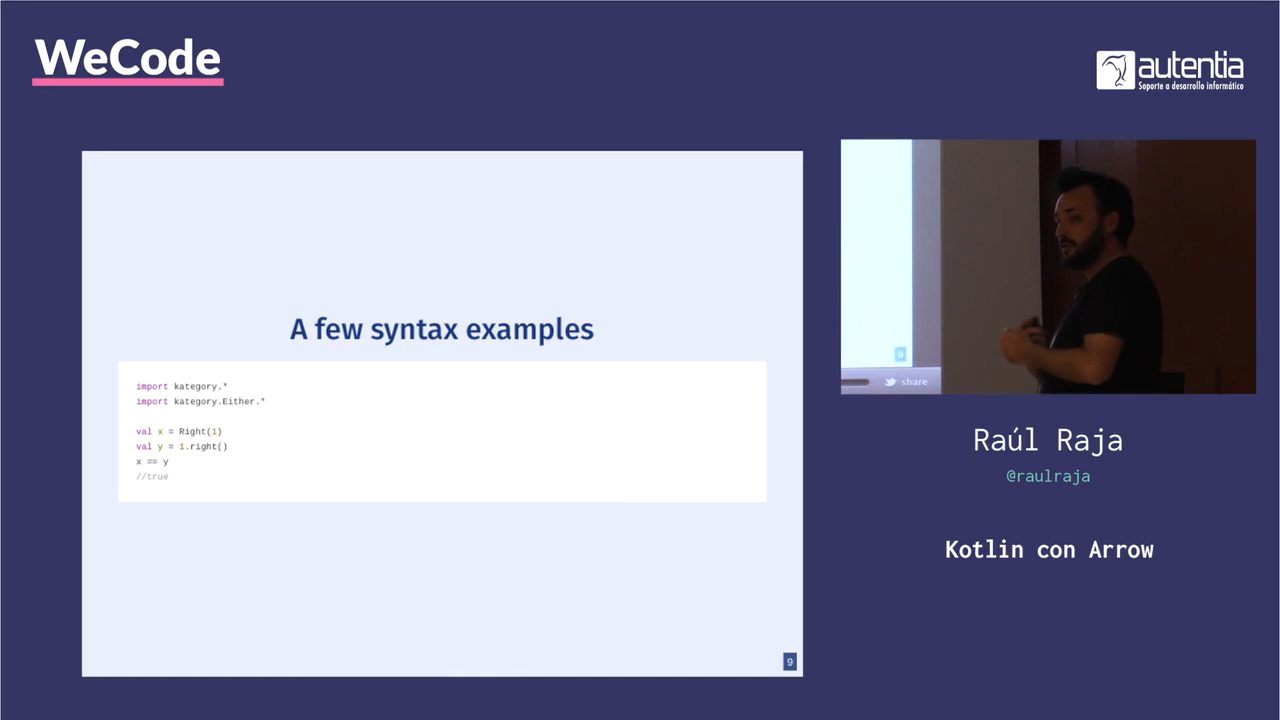 WeCode
autentia
Soporte a desarrollo informático
A few syntax examples
import kategory.*
import kategory.Either.*
val x = Right(1)
val y = 1.right()
x == y
//true
9
9
share
Raúl Raja
@raulraja
Kotlin con Arrow